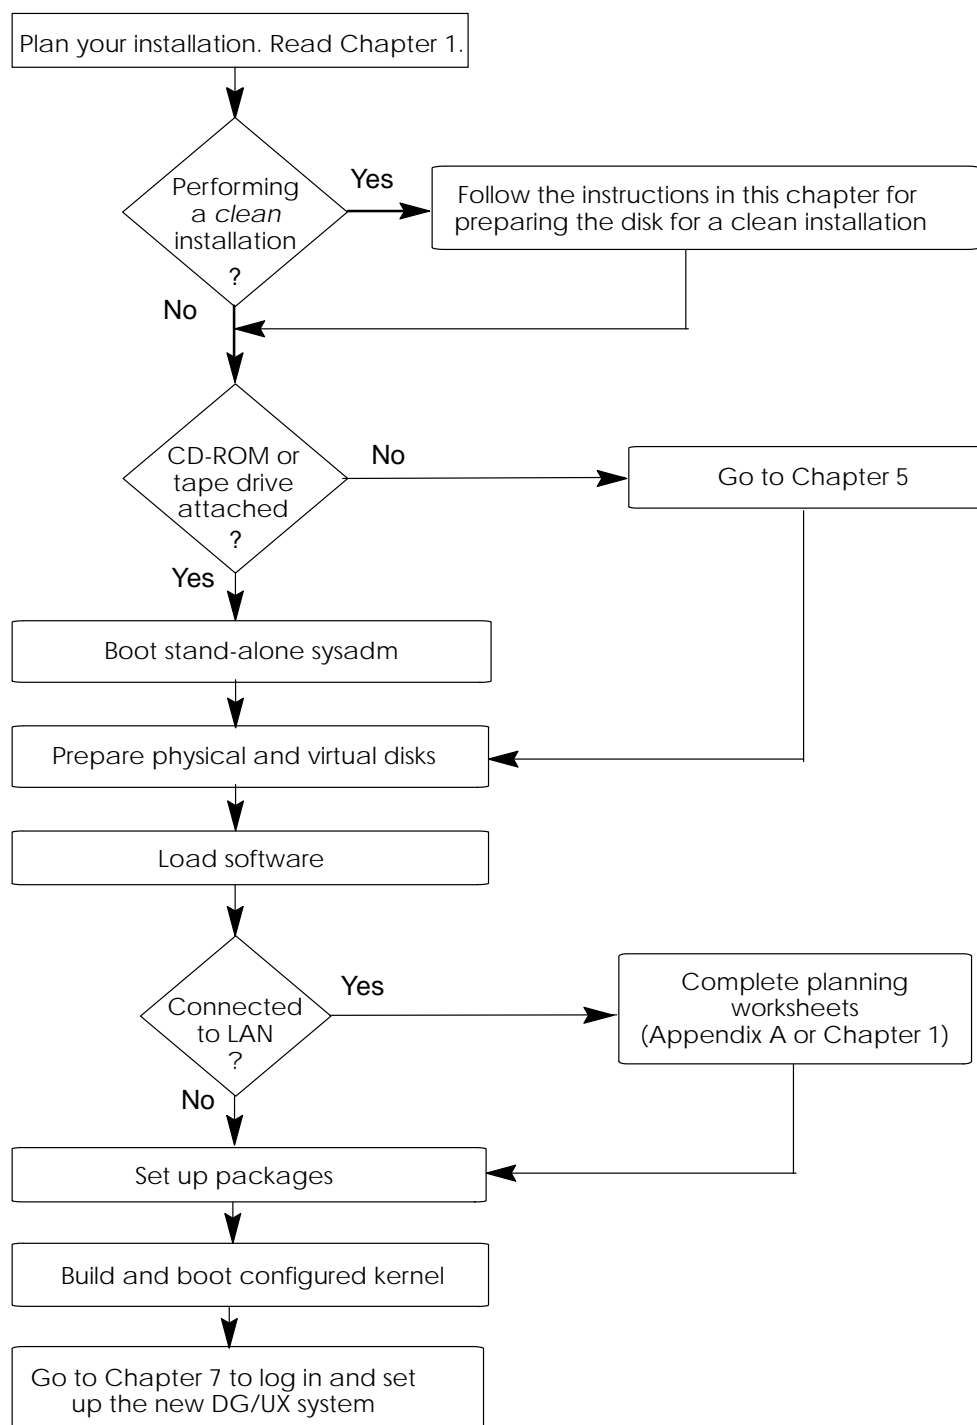 Plan your installation. Read Chapter 1.
Performing
a clean
installation
?
Yes
Follow the instructions in this chapter for
preparing the disk for a clean installation
No
CD-ROM or
tape drive
attached
?
No
Go to Chapter 5
Yes
Boot stand-alone sysadm
Prepare physical and virtual disks
Load software
Connected
to LAN
?
Yes
Complete planning
worksheets
(Appendix A or Chapter 1)
No
Set up packages
Build and boot configured kernel
Go to Chapter 7 to log in and set
up the new DG/UX system